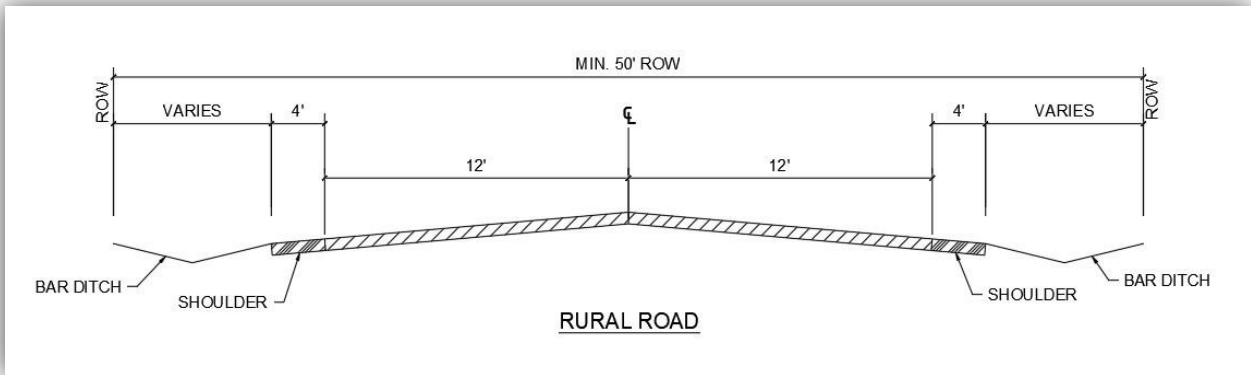 MIN. 50' ROW
ROW
ROW
VARIES
4'
℄
4'
VARIES
12'
12'
BAR DITCH
SHOULDER
SHOULDER
BAR DITCH
RURAL ROAD